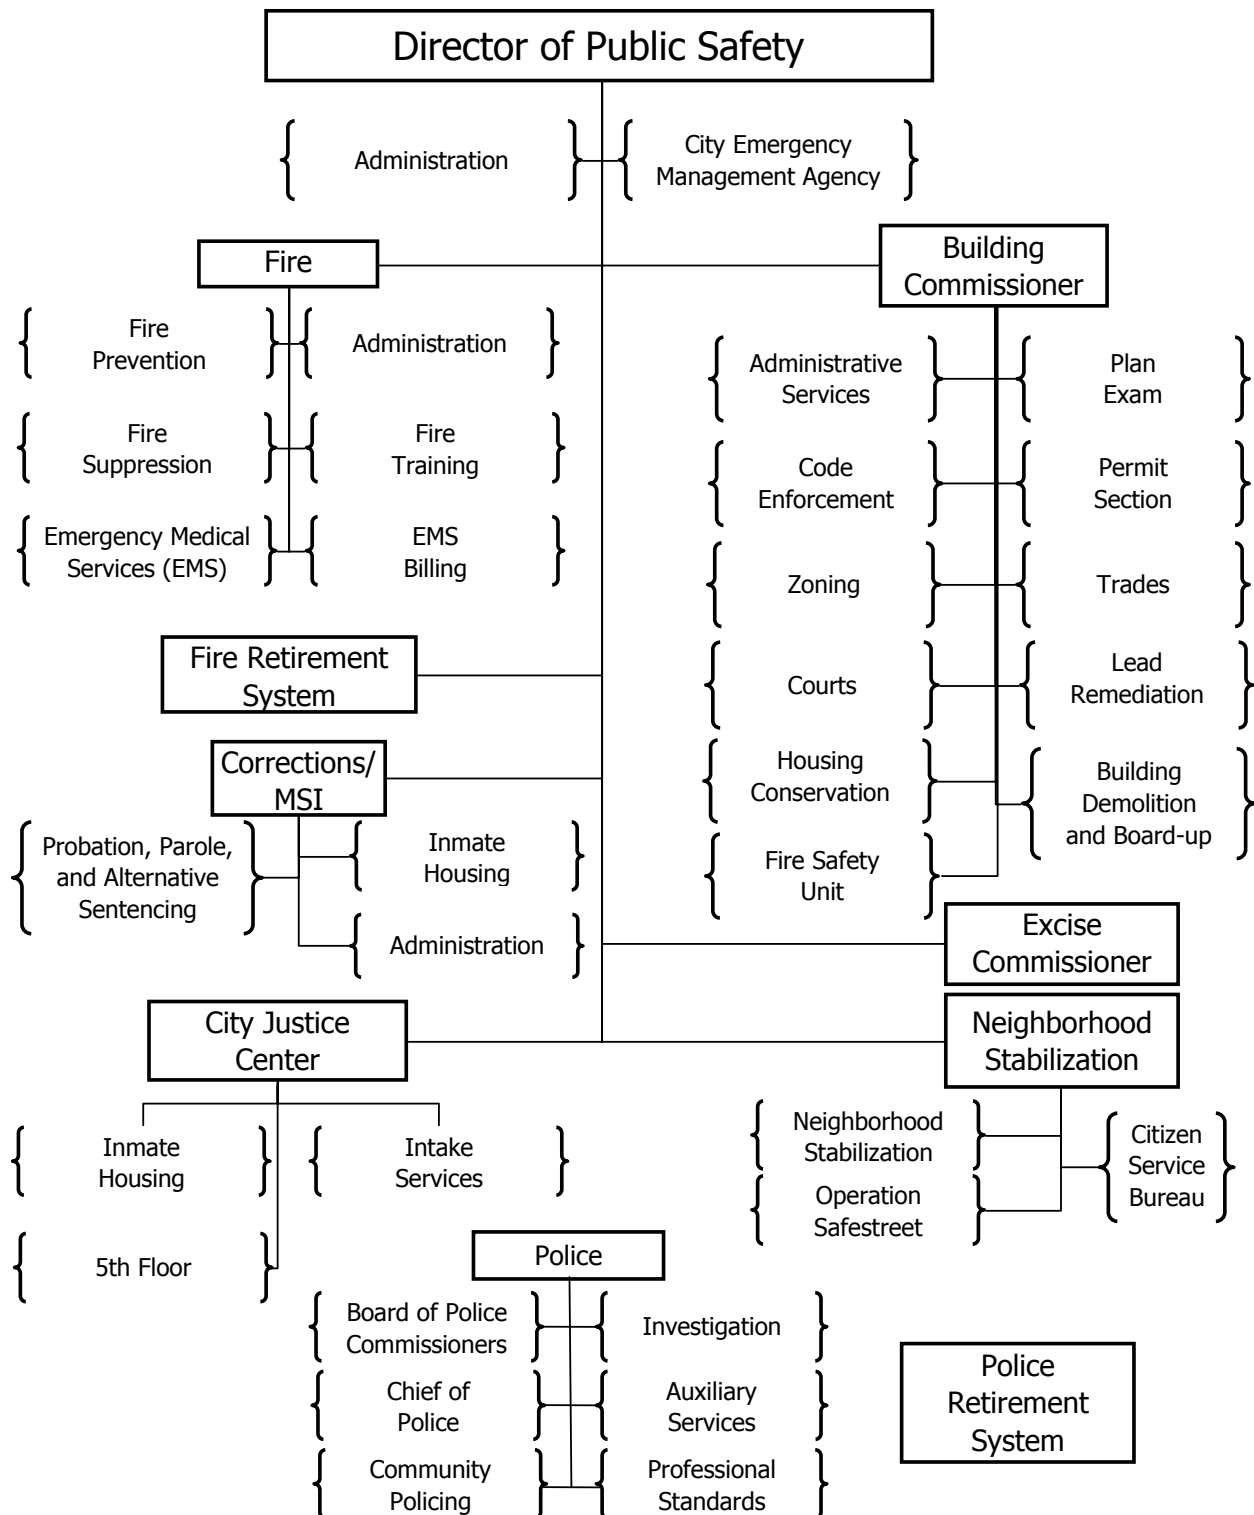 Director of Public Safety
Administration
City Emergency
Management Agency
Fire
Building
Commissioner
Fire
Prevention
Administration
Fire
Suppression
Fire
Training
Emergency Medical
Services (EMS)
EMS
Billing
Administrative
Services
Plan
Exam
Code
Enforcement
Permit
Section
Zoning
Trades
Courts
Lead
Remediation
Housing
Conservation
Building
Demolition
and Board-up
Fire Safety
Unit
Fire Retirement
System
Corrections/
MSI
Probation, Parole,
and Alternative
Sentencing
Inmate
Housing
Administration
Excise
Commissioner
City Justice
Center
Neighborhood
Stabilization
Inmate
Housing
Intake
Services
5th Floor
Neighborhood
Stabilization
Operation
Safestreet
Citizen
Service
Bureau
Police
Board of Police
Commissioners
Investigation
Chief of
Police
Auxiliary
Services
Community
Policing
Professional
Standards
Police
Retirement
System